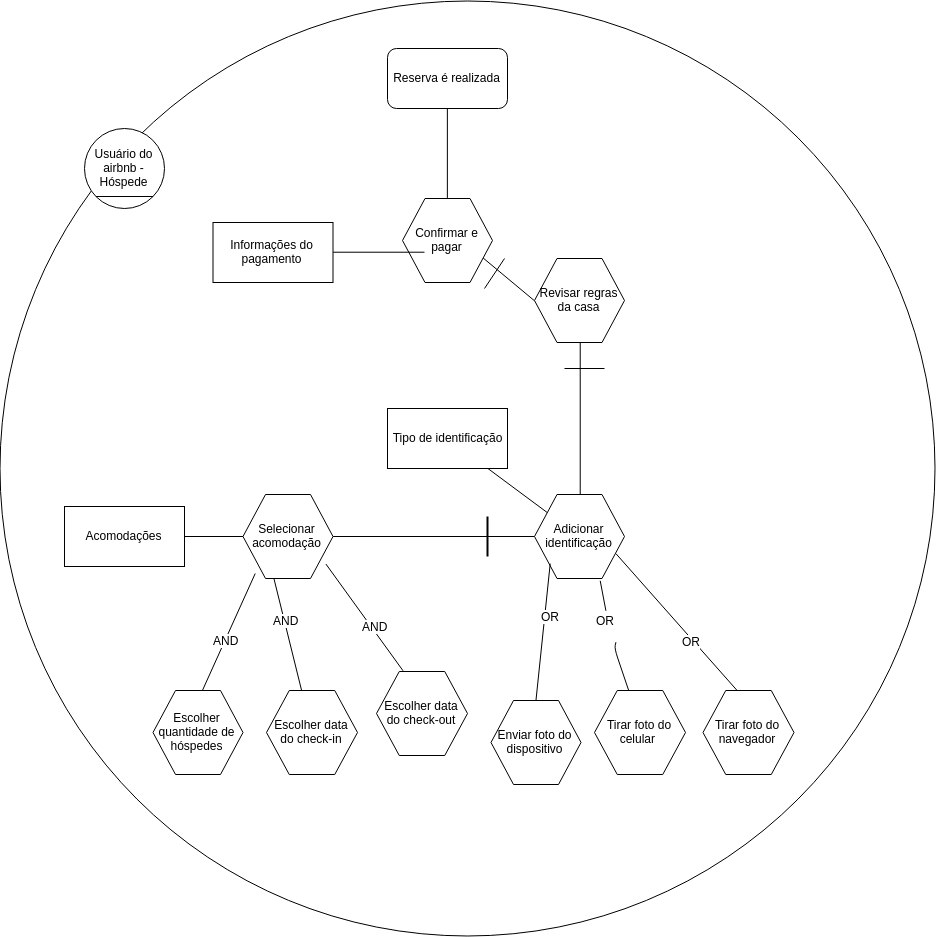 Reserva é realizada
Usuário do
airbnb -
Hóspede
Confirmar e
pagar
Informações do
pagamento
Revisar regras
da casa
Tipo de identificação
Acomodações
Selecionar
acomodação
Adicionar
identificação
AND
AND
AND
OR
OR
OR
Escolher
quantidade de
hóspedes
Escolher data
do check-in
Escolher data
do check-out
Enviar foto do
dispositivo
Tirar foto do
celular
Tirar foto do
navegador